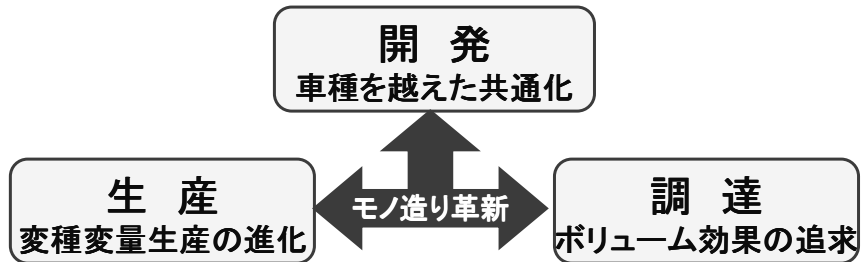 開 発
車種を越えた共通化
生 産
変種変量生産の進化
モノ造り革新
調 達
ボリューム効果の追求